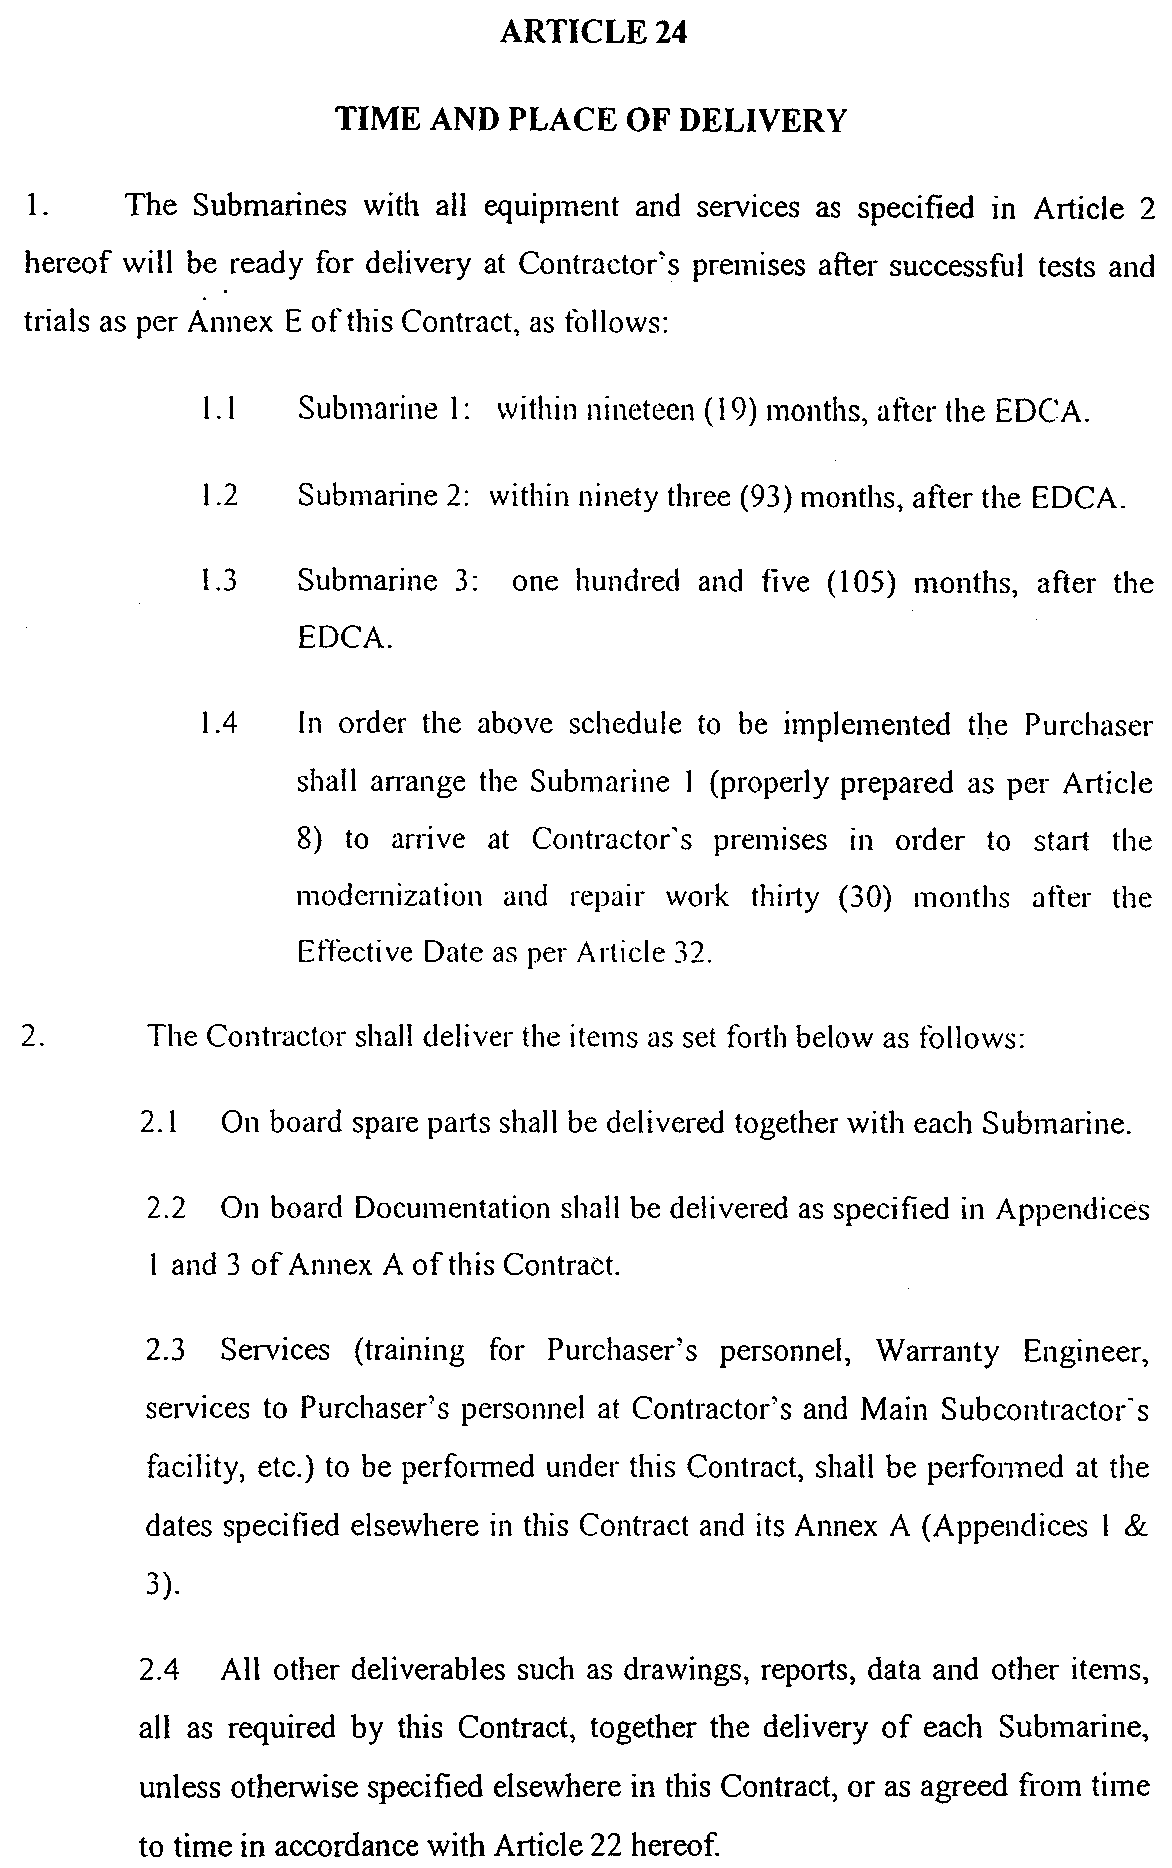 ARTICLE 24
TIME AND PLACE OF DELIVERY
1. The Submarines with all equipment and services as specified in Article 2
hereof will be ready for delivery at Contractor's premises after successful tests and
trials as per Annex E of this Contract, as follows:
1.1 Submarine 1: within nineteen (19) months, after the EDCA.
1.2 Submarine 2: within ninety three (93) months, after the EDCA.
1.3 Submarine 3: one hundred and five (105) months, after the
EDCA.
1.4 In order the above schedule to be implemented the Purchaser
shall arrange the Submarine 1 (properly prepared as per Article
8) to arrive at Contractor's premises in order to start the
modernization and repair work thirty (30) months after the
Effective Date as per Article 32.
2. The Contractor shall deliver the items as set forth below as follows:
2.1 On board spare parts shall be delivered together with each Submarine.
2.2 On board Documentation shall be delivered as specified in Appendices
1 and 3 of Annex A of this Contract.
2.3 Services (training for Purchaser's personnel, Warranty Engineer,
services to Purchaser's personnel at Contractor's and Main Subcontractor's
facility, etc.) to be performed under this Contract, shall be performed at the
dates specified elsewhere in this Contract and its Annex A (Appendices 1 &
3).
2.4 All other deliverables such as drawings, reports, data and other items,
all as required by this Contract, together the delivery of each Submarine,
unless otherwise specified elsewhere in this Contract, or as agreed from time
to time in accordance with Article 22 hereof.